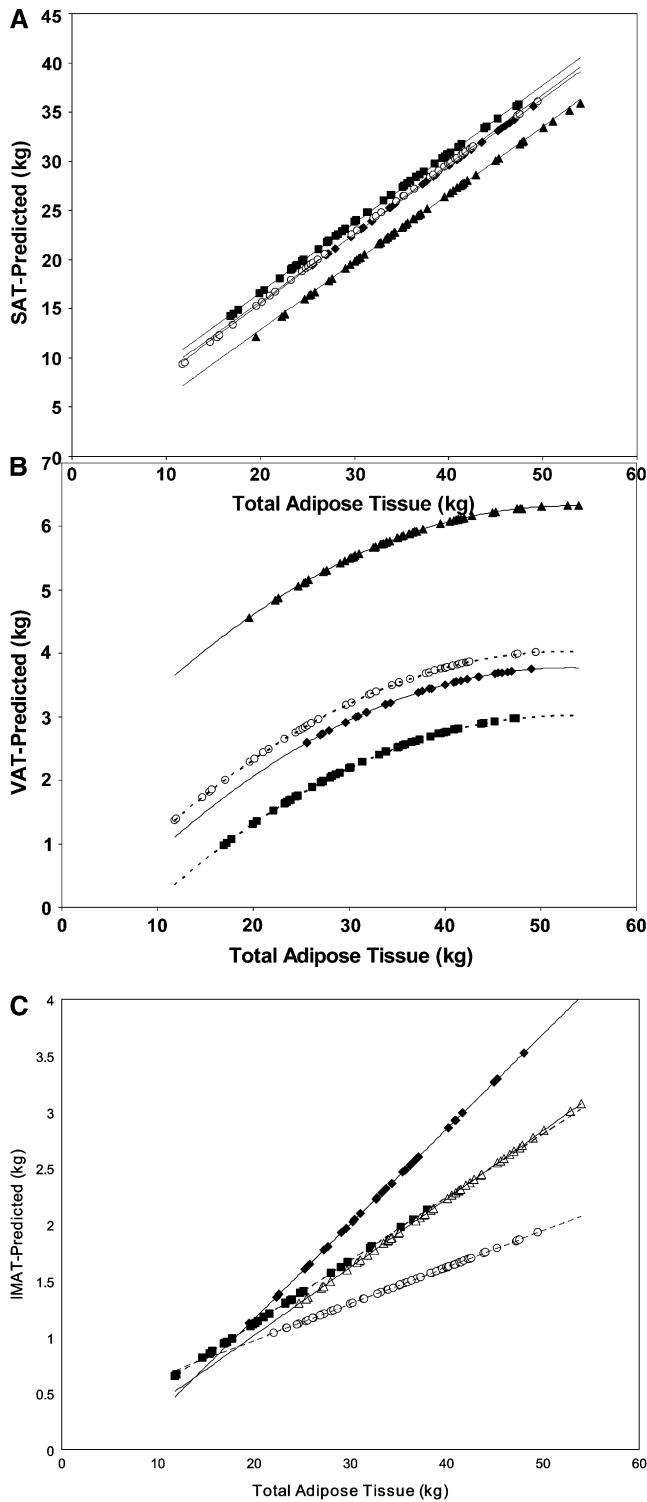 A
45
40
35
30
25
20
15
10
5
0
SAT-Predicted (kg)
0 10 20 30 40 50 60
Total Adipose Tissue (kg)
B
7
6
5
4
3
2
1
0
VAT-Predicted (kg)
0 10 20 30 40 50 60
Total Adipose Tissue (kg)
C
4
3.5
3
2.5
2
1.5
1
0.5
0
IMAT-Predicted (kg)
0 10 20 30 40 50 60
Total Adipose Tissue (kg)